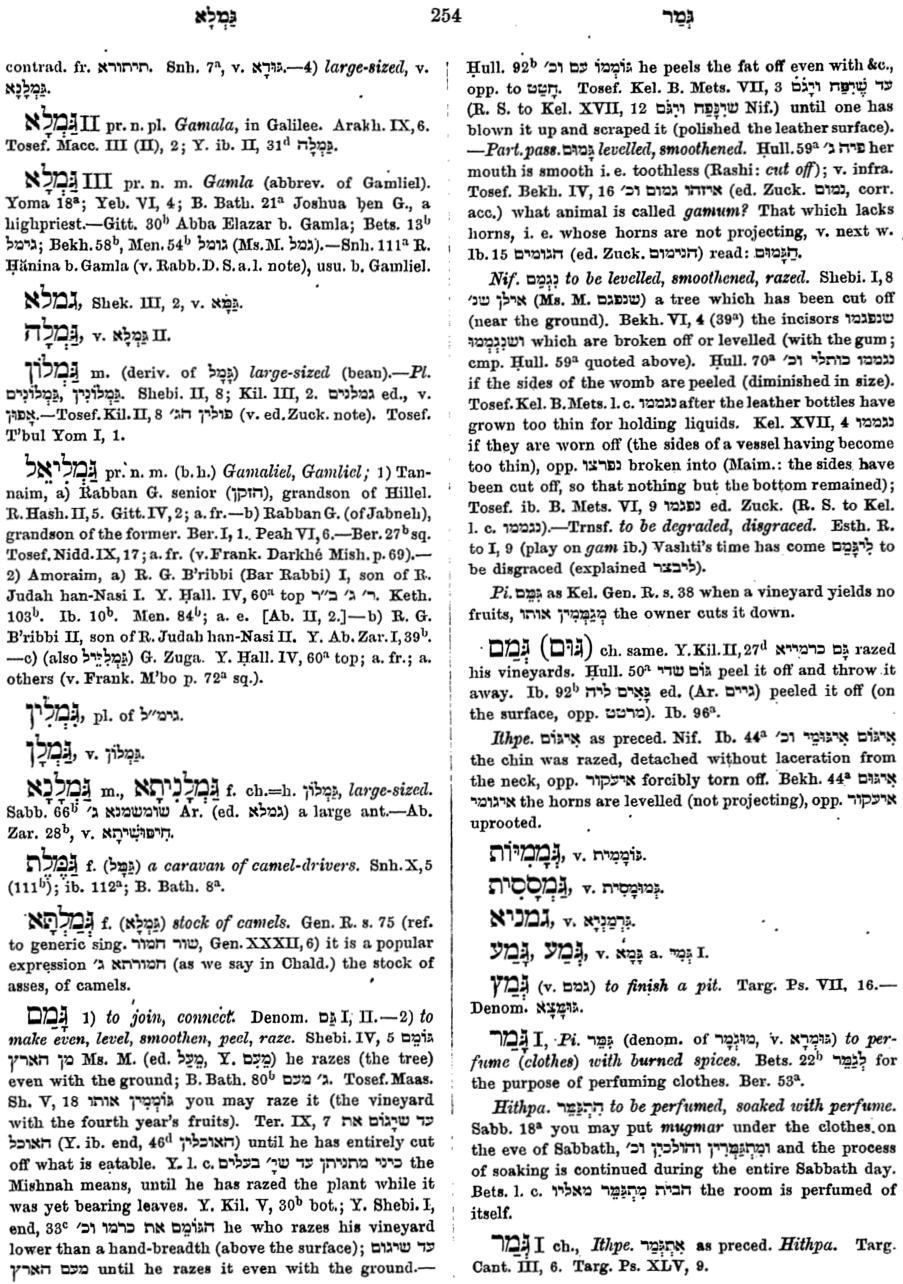 גַּמְלָא 254 גְּמַר
contrad. fr. תיתורא. Snh. 7ᵃ, v. גּוּדָא.—4) large-sized, v.
גַּמְלָנָא.
גַּמְלָא II pr. n. pl. Gamala, in Galilee. Arakh. IX, 6.
Tosef. Macc. III (II), 2; Y. ib. II, 31ᵈ גַּמְלָה.
גַּמְלָא III pr. n. m. Gamla (abbrev. of Gamliel).
Yoma 18ᵃ; Yeb. VI, 4; B. Bath. 21ᵃ Joshua ben G., a
highpriest.—Gitt. 30ᵇ Abba Elazar b. Gamla; Bets. 13ᵇ
גימל; Bekh. 58ᵇ, Men. 54ᵇ גומל (Ms. M. גמל).—Snh. 111ᵃ R.
Ḥănina b. Gamla (v. Rabb. D. S. a. l. note), usu. b. Gamliel.
גמלא, Shek. III, 2, v. גַּמָּא.
גַּמְלָה, v. גַּמְלָא II.
גַּמְלוֹן m. (deriv. of גָּמָל) large-sized (bean).—Pl.
גַּמְלוֹנִין, גַּמְלוֹנִים. Shebi. II, 8; Kil. III, 2. גמלנים ed., v.
אָפוּן.—Tosef. Kil. II, 8 פולין הג׳ (v. ed. Zuck. note). Tosef.
T'bul Yom I, 1.
גַּמְלִיאֵל pr. n. m. (b. h.) Gamaliel, Gamliel; 1) Tan-
naim, a) Rabban G. senior (הזקן), grandson of Hillel.
R. Hash. II, 5. Gitt. IV, 2; a. fr.—b) Rabban G. (of Jabneh),
grandson of the former. Ber. I, 1. Peah VI, 6.—Ber. 27ᵇ sq.
Tosef. Nidd. IX, 17; a. fr. (v. Frank. Darkhé Mish. p. 69).—
2) Amoraim, a) R. G. B'ribbi (Bar Rabbi) I, son of R.
Judah han-Nasi I. Y. Ḥall. IV, 60ᵃ top ר׳ ג׳ ב״ר. Keth.
103ᵇ. Ib. 10ᵇ. Men. 84ᵇ; a. e. [Ab. II, 2.]—b) R. G.
B'ribbi II, son of R. Judah han-Nasi II. Y. Ab. Zar. I, 39ᵇ.
—c) (also גַּמְלִיֵּל) G. Zuga. Y. Ḥall. IV, 60ᵃ top; a. fr.; a.
others (v. Frank. M'bo p. 72ᵃ sq.).
גִּמְלִין, pl. of גימ״ל.
גַּמְלָן, v. גַּמְלוֹן.
גַּמְלָנָא m., גַּמְלָנִיתָא f. ch.=h. גַּמְלוֹן, large-sized.
Sabb. 66ᵇ שומשמנא ג׳ Ar. (ed. גמלא) a large ant.—Ab.
Zar. 28ᵇ, v. חִיפּוּשִׁיתָא.
גַּמֶּלֶת f. (גַּמָּל) a caravan of camel-drivers. Snh. X, 5
(111ᵇ); ib. 112ᵃ; B. Bath. 8ᵃ.
גַּמְלְתָּא f. (גַּמְלָא) stock of camels. Gen. R. s. 75 (ref.
to generic sing. שור חמור, Gen. XXXII, 6) it is a popular
expression חמורתא ג׳ (as we say in Chald.) the stock of
asses, of camels.
גָּמַם 1) to join, connect. Denom. גַּם I, II.—2) to
make even, level, smoothen, peel, raze. Shebi. IV, 5 גּוֹמֵם
מן הארץ Ms. M. (ed. מֵעַל, Y. מֵעַם) he razes (the tree)
even with the ground; B. Bath. 80ᵇ ג׳ מעם. Tosef. Maas.
Sh. V, 18 גּוֹמְמִין אותו you may raze it (the vineyard
with the fourth year's fruits). Ter. IX, 7 עד שיגום את
האוכל (Y. ib. end, 46ᵈ האוכלין) until he has entirely cut
off what is eatable. Y. l. c. כיני מתניתן עד שי׳ בעלים the
Mishnah means, until he has razed the plant while it
was yet bearing leaves. Y. Kil. V, 30ᵇ bot.; Y. Shebi. I,
end, 33ᶜ הגּוֹמֵם את כרמו וכ׳ he who razes his vineyard
lower than a hand-breadth (above the surface); עד שיגום
מעם הארץ until he razes it even with the ground.—
Ḥull. 92ᵇ גּוֹמְמוֹ עם וכ׳ he peels the fat off even with &c.,
opp. to חָטַט. Tosef. Kel. B. Mets. VII, 3 עד שֶׁיִּפַּח וְיָגֹם
(R. S. to Kel. XVII, 12 שינפח ויגם Nif.) until one has
blown it up and scraped it (polished the leather surface).
—Part. pass. גָּמוּם levelled, smoothened. Ḥull. 59ᵃ פיה ג׳ her
mouth is smooth i. e. toothless (Rashi: cut off); v. infra.
Tosef. Bekh. IV, 16 איזהו גמום וכ׳ (ed. Zuck. נמום, corr.
acc.) what animal is called gamum? That which lacks
horns, i. e. whose horns are not projecting, v. next w.
Ib. 15 הגומים (ed. Zuck. הנימום) read: הַגָּמוּם.
Nif. נִגְמַם to be levelled, smoothened, razed. Shebi. I, 8
אילן שנ׳ (Ms. M. שנפגם) a tree which has been cut off
(near the ground). Bekh. VI, 4 (39ᵃ) the incisors שנפגמו
ושנִגְמְמוּ which are broken off or levelled (with the gum;
cmp. Ḥull. 59ᵃ quoted above). Ḥull. 70ᵃ נגממו כותלי וכ׳
if the sides of the womb are peeled (diminished in size).
Tosef. Kel. B. Mets. l. c. נגממו after the leather bottles have
grown too thin for holding liquids. Kel. XVII, 4 נגממו
if they are worn off (the sides of a vessel having become
too thin), opp. נפרצו broken into (Maim.: the sides have
been cut off, so that nothing but the bottom remained);
Tosef. ib. B. Mets. VI, 9 נפגמו ed. Zuck. (R. S. to Kel.
l. c. נגממו).—Trnsf. to be degraded, disgraced. Esth. R.
to I, 9 (play on gam ib.) Vashti's time has come לִיגָּמֵם to
be disgraced (explained ליבצר).
Pi. גִּמֵּם as Kel. Gen. R. s. 38 when a vineyard yields no
fruits, מְגַמְּמִין אותו the owner cuts it down.
גְּמַם (גּוּם) ch. same. Y. Kil. II, 27ᵈ גַּם כרמייא razed
his vineyards. Ḥull. 50ᵃ גּוֹם שדי peel it off and throw it
away. Ib. 92ᵇ גָּאִים ליה ed. (Ar. גיים) peeled it off (on
the surface, opp. מרטט). Ib. 96ᵃ.
Ithpe. אִיגּוֹם as preced. Nif. Ib. 44ᵃ אִיגּוֹם אִיגּוּמֵי וכ׳
the chin was razed, detached without laceration from
the neck, opp. איעקור forcibly torn off. Bekh. 44ᵃ אִיגּוּם
איגומי the horns are levelled (not projecting), opp. איעקור
uprooted.
גְּמָמִיּוֹת, v. גּוֹמָמִית.
גַּמְסָסִית, v. גְּמוּמָסִית.
גמניא, v. גֵּרְמַנְיָא.
גְּמַע, גָּמַע, v. גָּמָא a. גְּמֵי I.
גְּמַץ (v. גמם) to finish a pit. Targ. Ps. VII, 16.—
Denom. גּוּמָצָא.
גָּמַר I, Pi. גִּמֵּר (denom. of מוּגְמָר, v. גּוּמְרָא) to per-
fume (clothes) with burned spices. Bets. 22ᵇ לְגַמֵּר for
the purpose of perfuming clothes. Ber. 53ᵃ.
Hithpa. הִתְגַּמֵּר to be perfumed, soaked with perfume.
Sabb. 18ᵃ you may put mugmar under the clothes on
the eve of Sabbath, ומִתְגַּמְּרִין והולכין וכ׳ and the process
of soaking is continued during the entire Sabbath day.
Bets. l. c. הבית מִתְגַּמֵּר מאליו the room is perfumed of
itself.
גְּמַר I ch., Ithpe. אִתְגְּמַר as preced. Hithpa. Targ.
Cant. III, 6. Targ. Ps. XLV, 9.